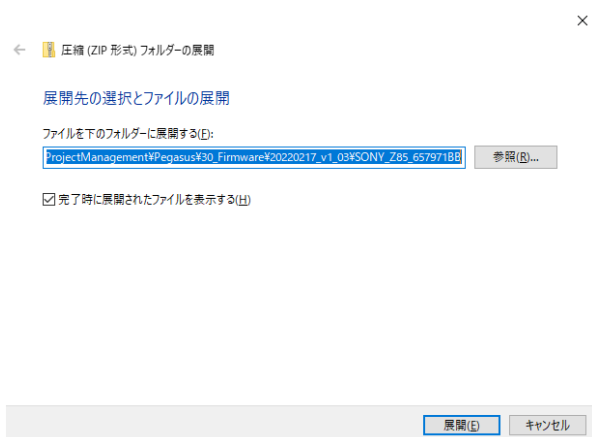 圧縮 (ZIP 形式) フォルダーの展開
展開先の選択とファイルの展開
ファイルを下のフォルダーに展開する(F):
ProjectManagement¥Pegasus¥30_Firmware¥20220217_v1_03¥SONY_Z85_657971BB 参照(R)...
完了時に展開されたファイルを表示する(H)
展開(E) キャンセル